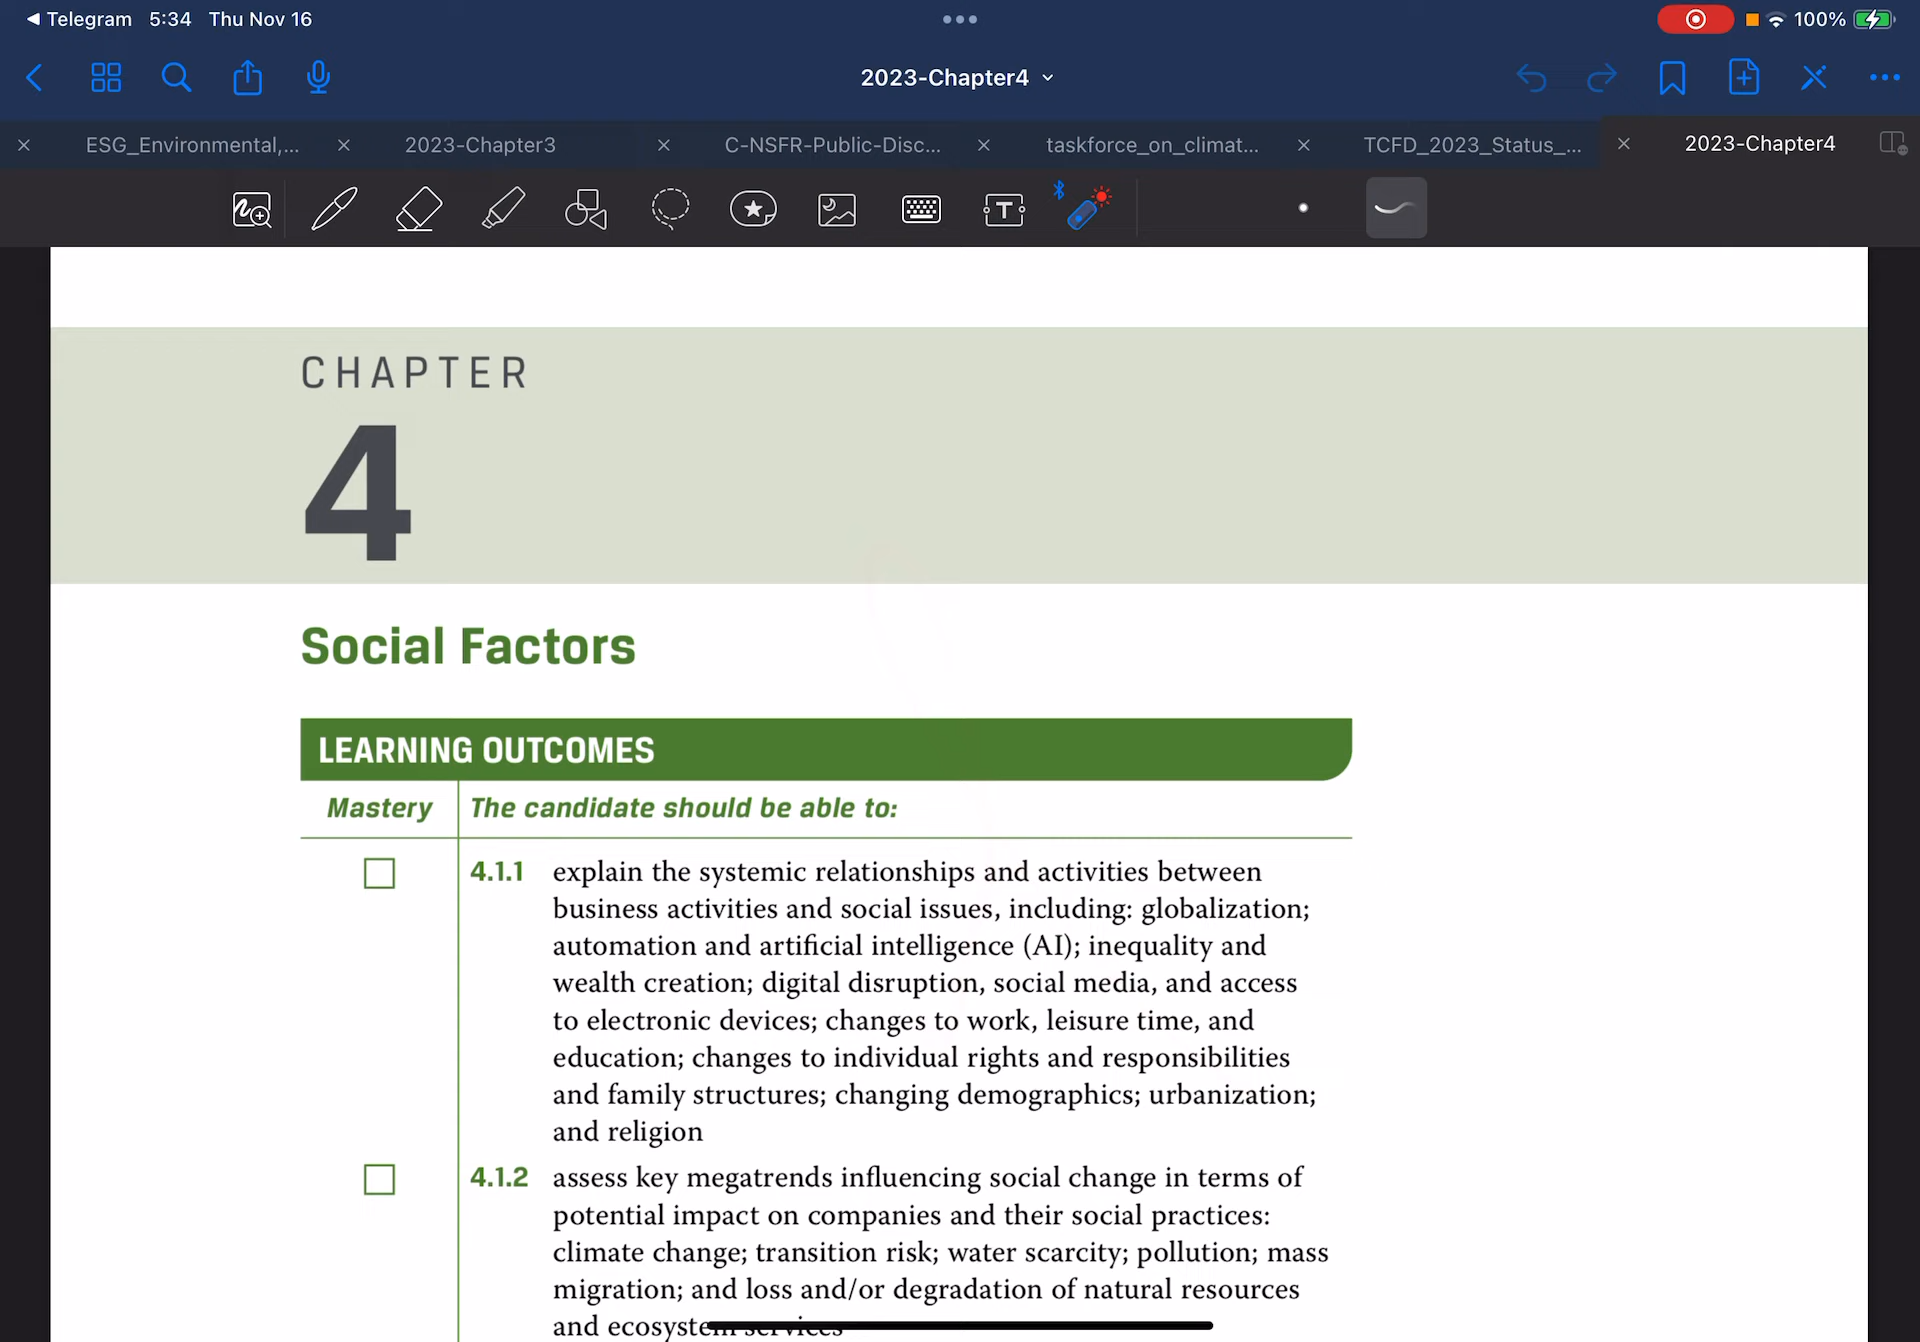 ◀ Telegram 5:34 Thu Nov 16
100%
2023-Chapter4
ESG_Environmental,...
2023-Chapter3
C-NSFR-Public-Disc...
taskforce_on_climat...
TCFD_2023_Status_...
2023-Chapter4
CHAPTER
4
Social Factors
LEARNING OUTCOMES
Mastery The candidate should be able to:
4.1.1 explain the systemic relationships and activities between
business activities and social issues, including: globalization;
automation and artificial intelligence (AI); inequality and
wealth creation; digital disruption, social media, and access
to electronic devices; changes to work, leisure time, and
education; changes to individual rights and responsibilities
and family structures; changing demographics; urbanization;
and religion
4.1.2 assess key megatrends influencing social change in terms of
potential impact on companies and their social practices:
climate change; transition risk; water scarcity; pollution; mass
migration; and loss and/or degradation of natural resources
and ecosystem services